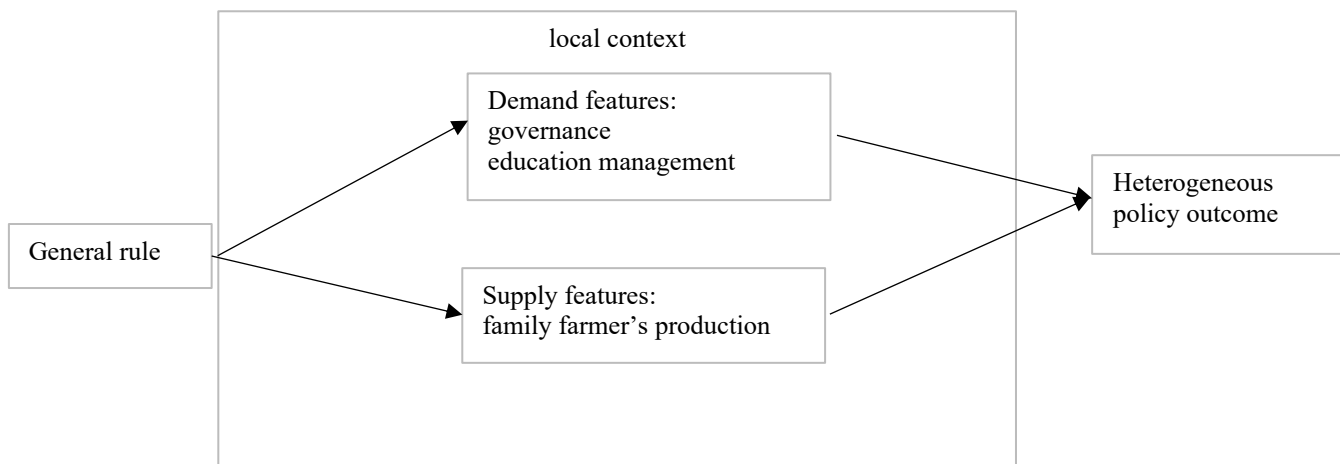 local context
Demand features:
governance
education management
General rule
Heterogeneous
policy outcome
Supply features:
family farmer’s production